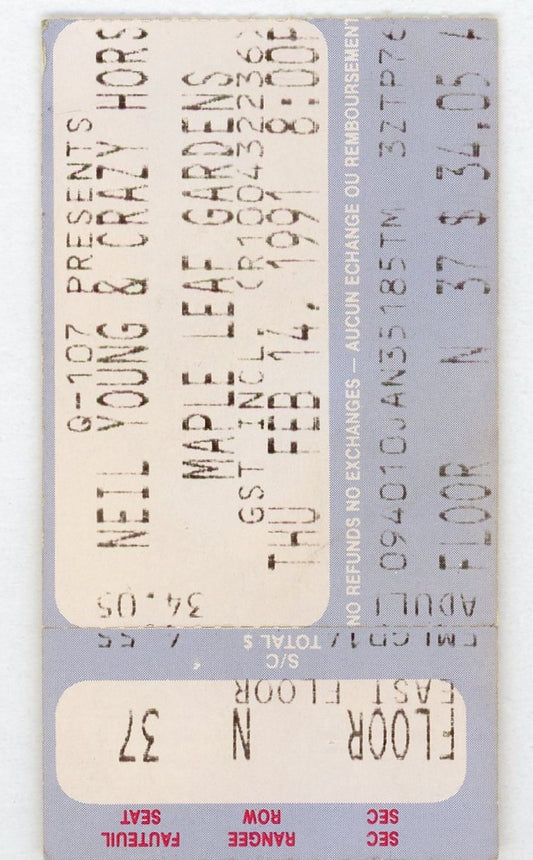 Q-107 PRESENTS
NEIL YOUNG & CRAZY HORS
MAPLE LEAF GARDENS
GST INCL.
THU FEB 14, 1991 8:00
NO REFUNDS NO EXCHANGES — AUCUN ECHANGE OU REMBOURSEMENT
094010JAN35185TM
FLOOR N 37 $ 34.05
34.05 ADULT
S/C
TOTAL $
EAST FLOOR
FLOOR N 37
SEC ROW SEAT
SEC RANGEE FAUTEUIL